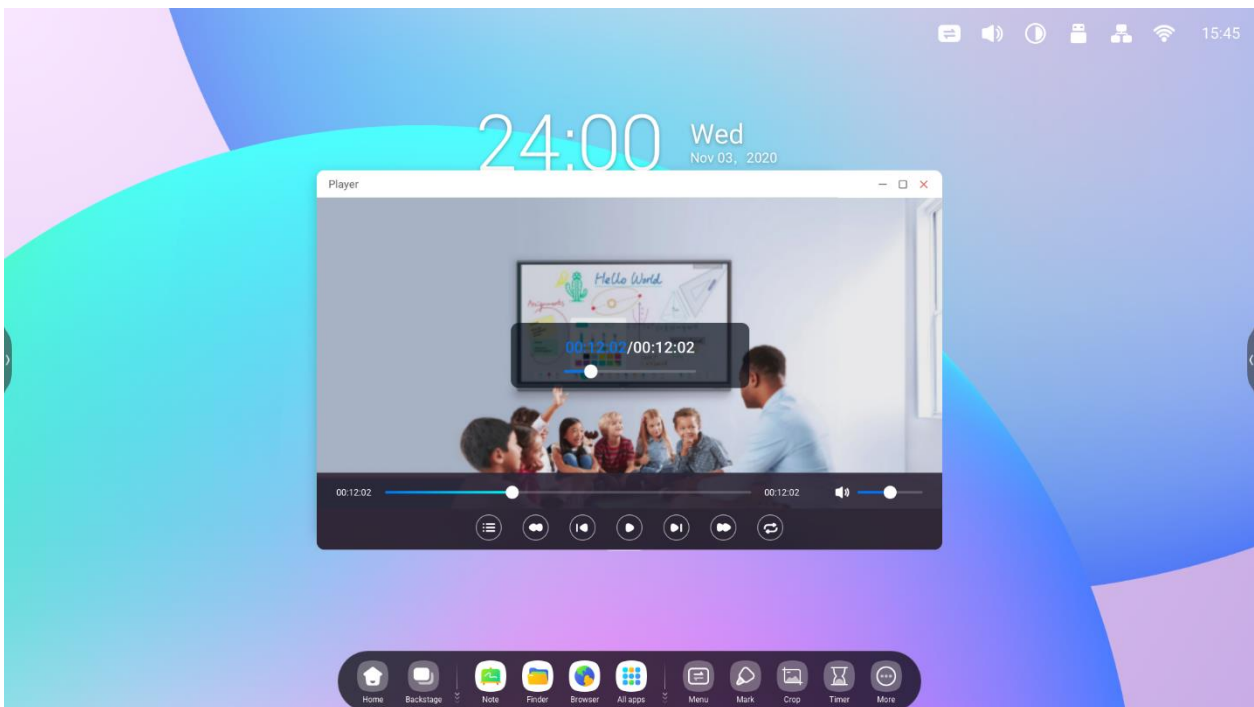 15:45
24:00
Wed
Nov 03, 2020
Player
Hello World
Assignments
00:12:02/00:12:02
00:12:02
00:12:02
Home
Backstage
Note
Finder
Browser
All apps
Menu
Mark
Crop
Timer
More